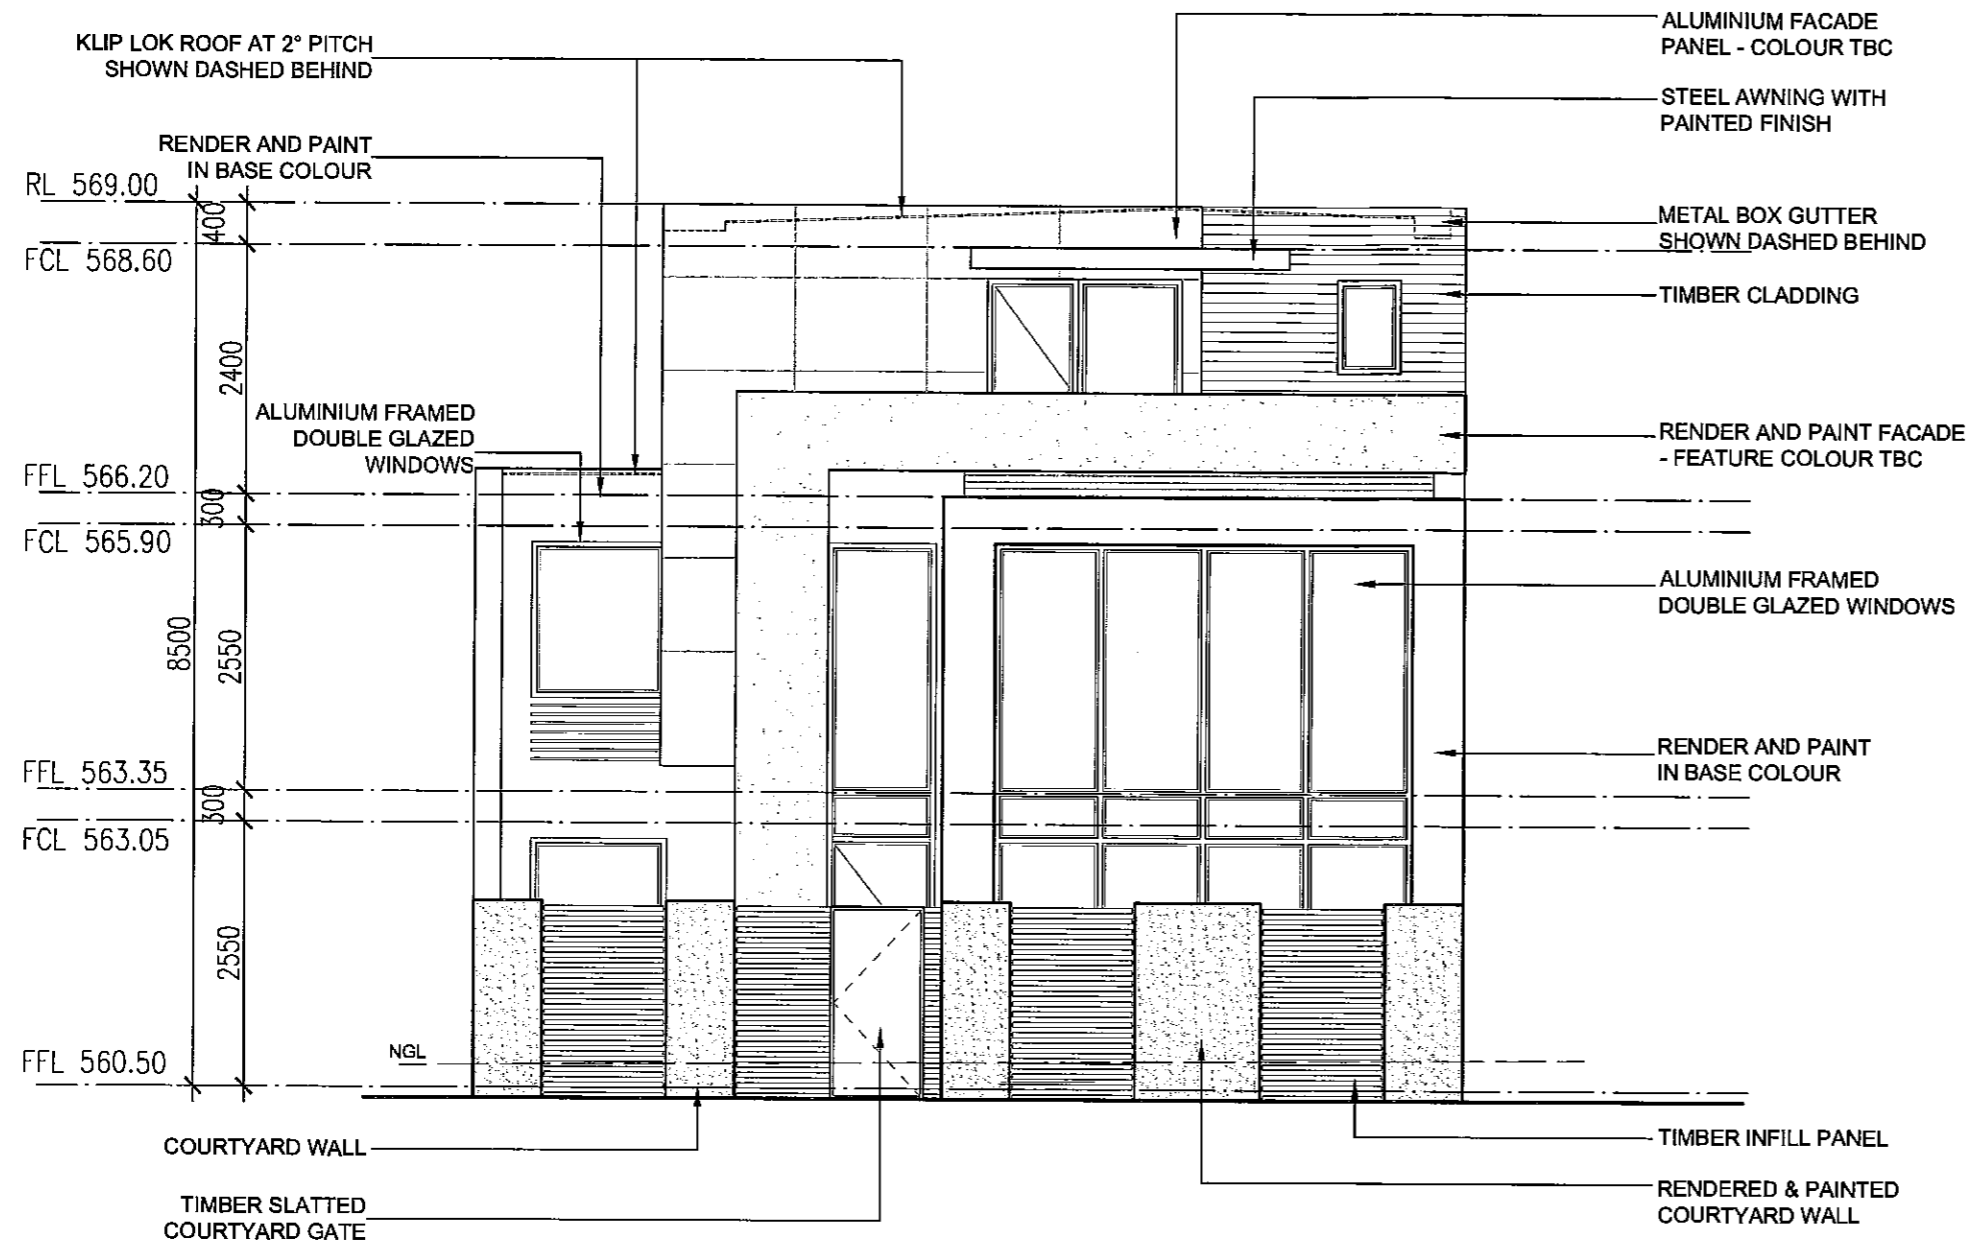 KLIP LOK ROOF AT 2° PITCH
SHOWN DASHED BEHIND
RENDER AND PAINT
IN BASE COLOUR
RL 569.00
400
FCL 568.60
2400
ALUMINIUM FRAMED
DOUBLE GLAZED
WINDOWS
FFL 566.20
300
FCL 565.90
8500
2550
FFL 563.35
300
FCL 563.05
2550
FFL 560.50
NGL
COURTYARD WALL
TIMBER SLATTED
COURTYARD GATE
ALUMINIUM FACADE
PANEL - COLOUR TBC
STEEL AWNING WITH
PAINTED FINISH
METAL BOX GUTTER
SHOWN DASHED BEHIND
TIMBER CLADDING
RENDER AND PAINT FACADE
- FEATURE COLOUR TBC
ALUMINIUM FRAMED
DOUBLE GLAZED WINDOWS
RENDER AND PAINT
IN BASE COLOUR
TIMBER INFILL PANEL
RENDERED & PAINTED
COURTYARD WALL